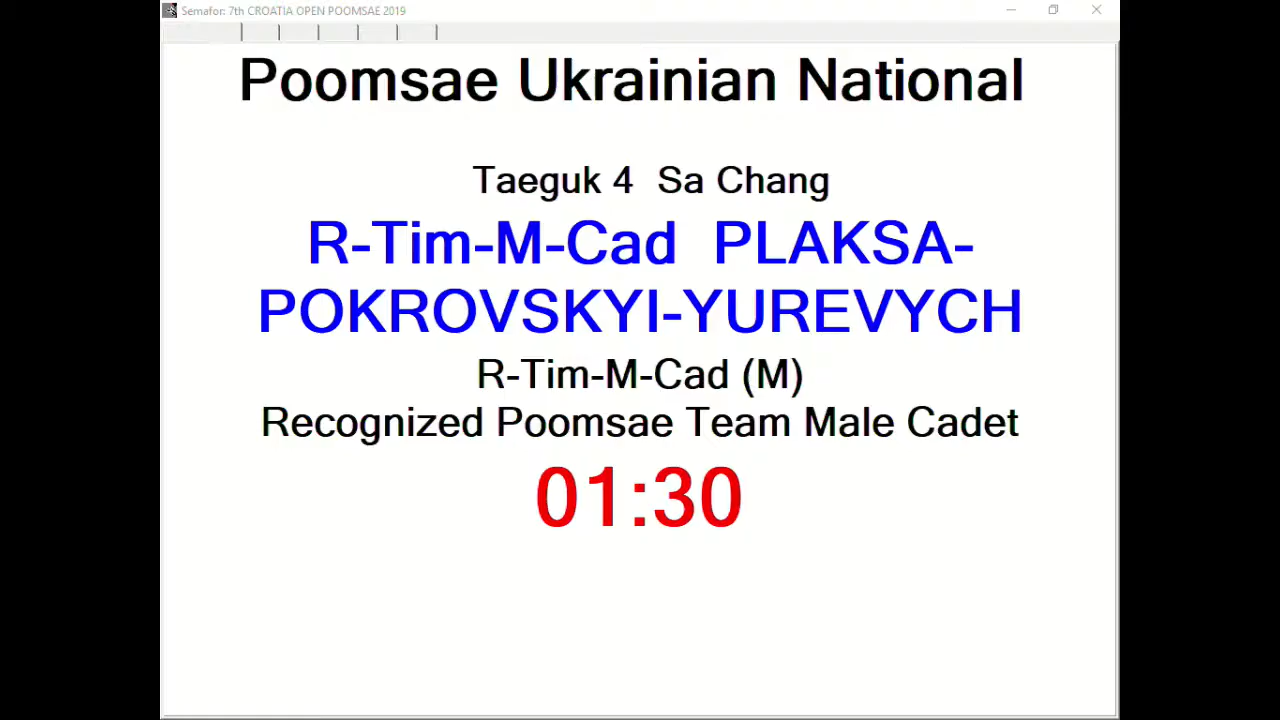 Semafor: 7th CROATIA OPEN POOMSAE 2019
Poomsae Ukrainian National
Taeguk 4  Sa Chang
R-Tim-M-Cad  PLAKSA-
POKROVSKYI-YUREVYCH
R-Tim-M-Cad (M)
Recognized Poomsae Team Male Cadet
01:30